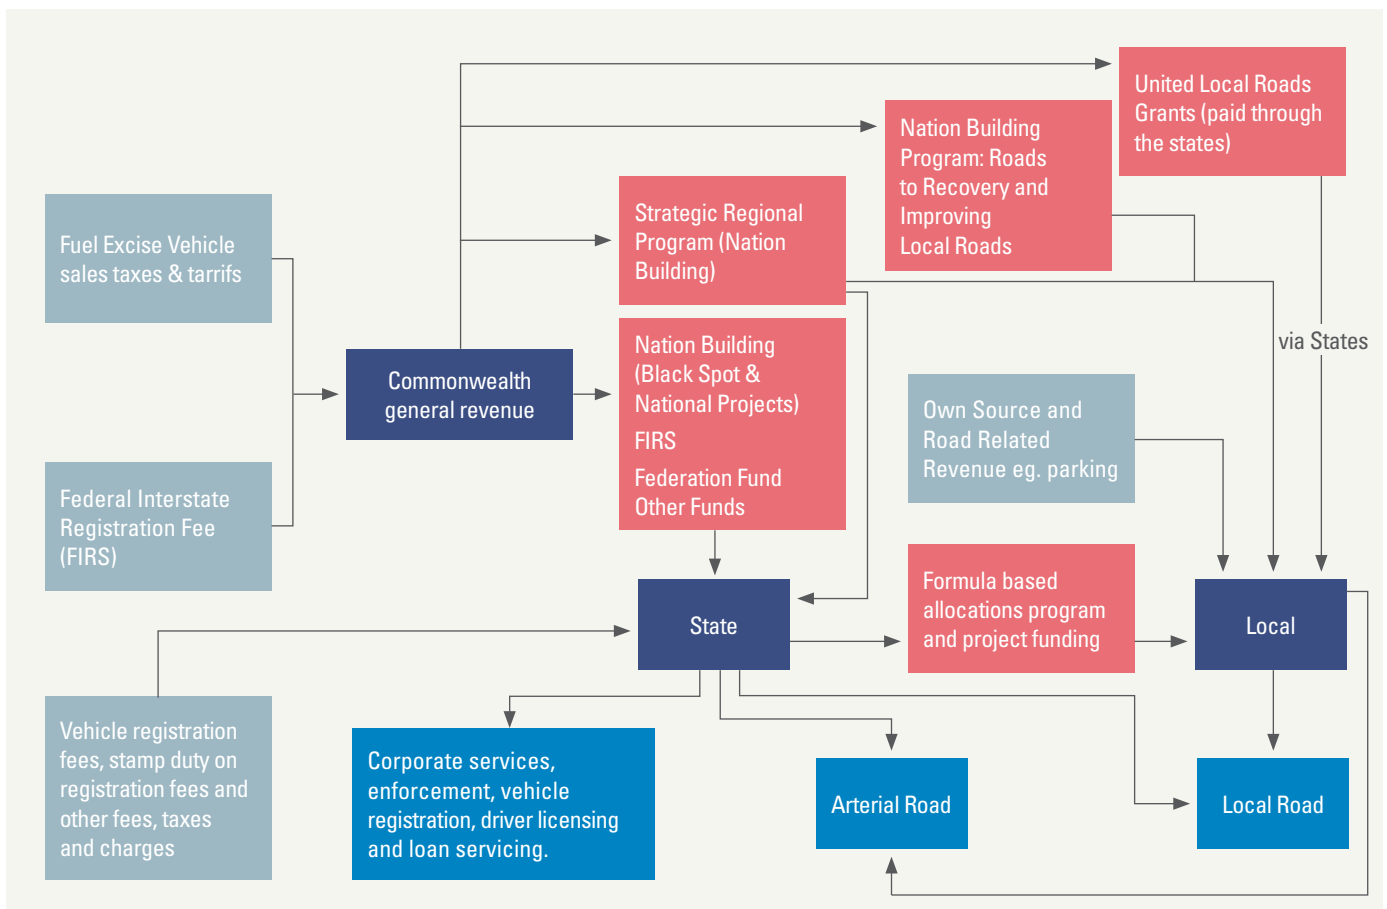 United Local Roads
Grants (paid through
the states)
Nation Building
Program: Roads
to Recovery and
Improving
Local Roads
Strategic Regional
Program (Nation
Building)
Fuel Excise Vehicle
sales taxes & tarrifs
Nation Building
(Black Spot &
National Projects)
FIRS
Federation Fund
Other Funds
via States
Commonwealth
general revenue
Own Source and
Road Related
Revenue eg. parking
Federal Interstate
Registration Fee
(FIRS)
State
Formula based
allocations program
and project funding
Local
Vehicle registration
fees, stamp duty on
registration fees and
other fees, taxes
and charges
Corporate services,
enforcement, vehicle
registration, driver licensing
and loan servicing.
Arterial Road
Local Road